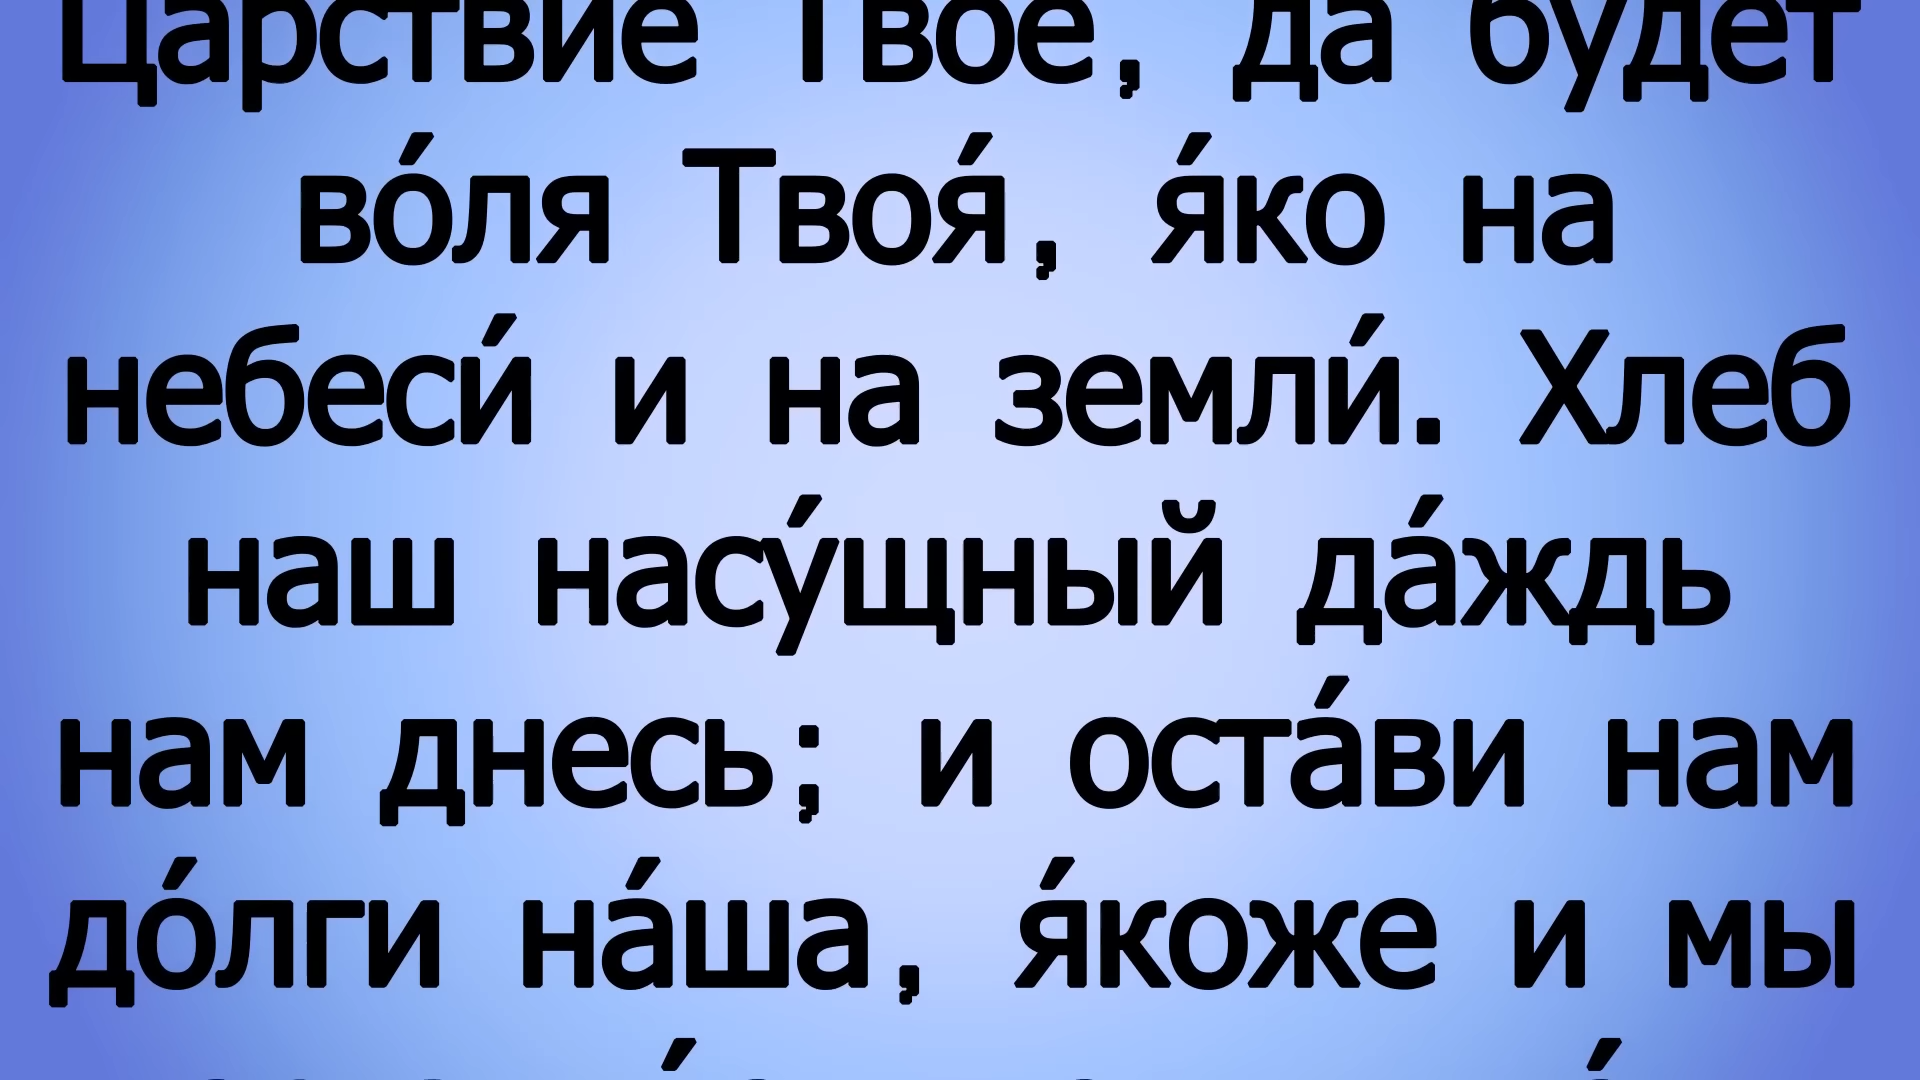 Царствие Твое, да будет
во́ля Твоя́, я́ко на
небеси́ и на земли́. Хлеб
наш насу́щный да́ждь
нам днесь; и оста́ви нам
до́лги на́ша, я́коже и мы